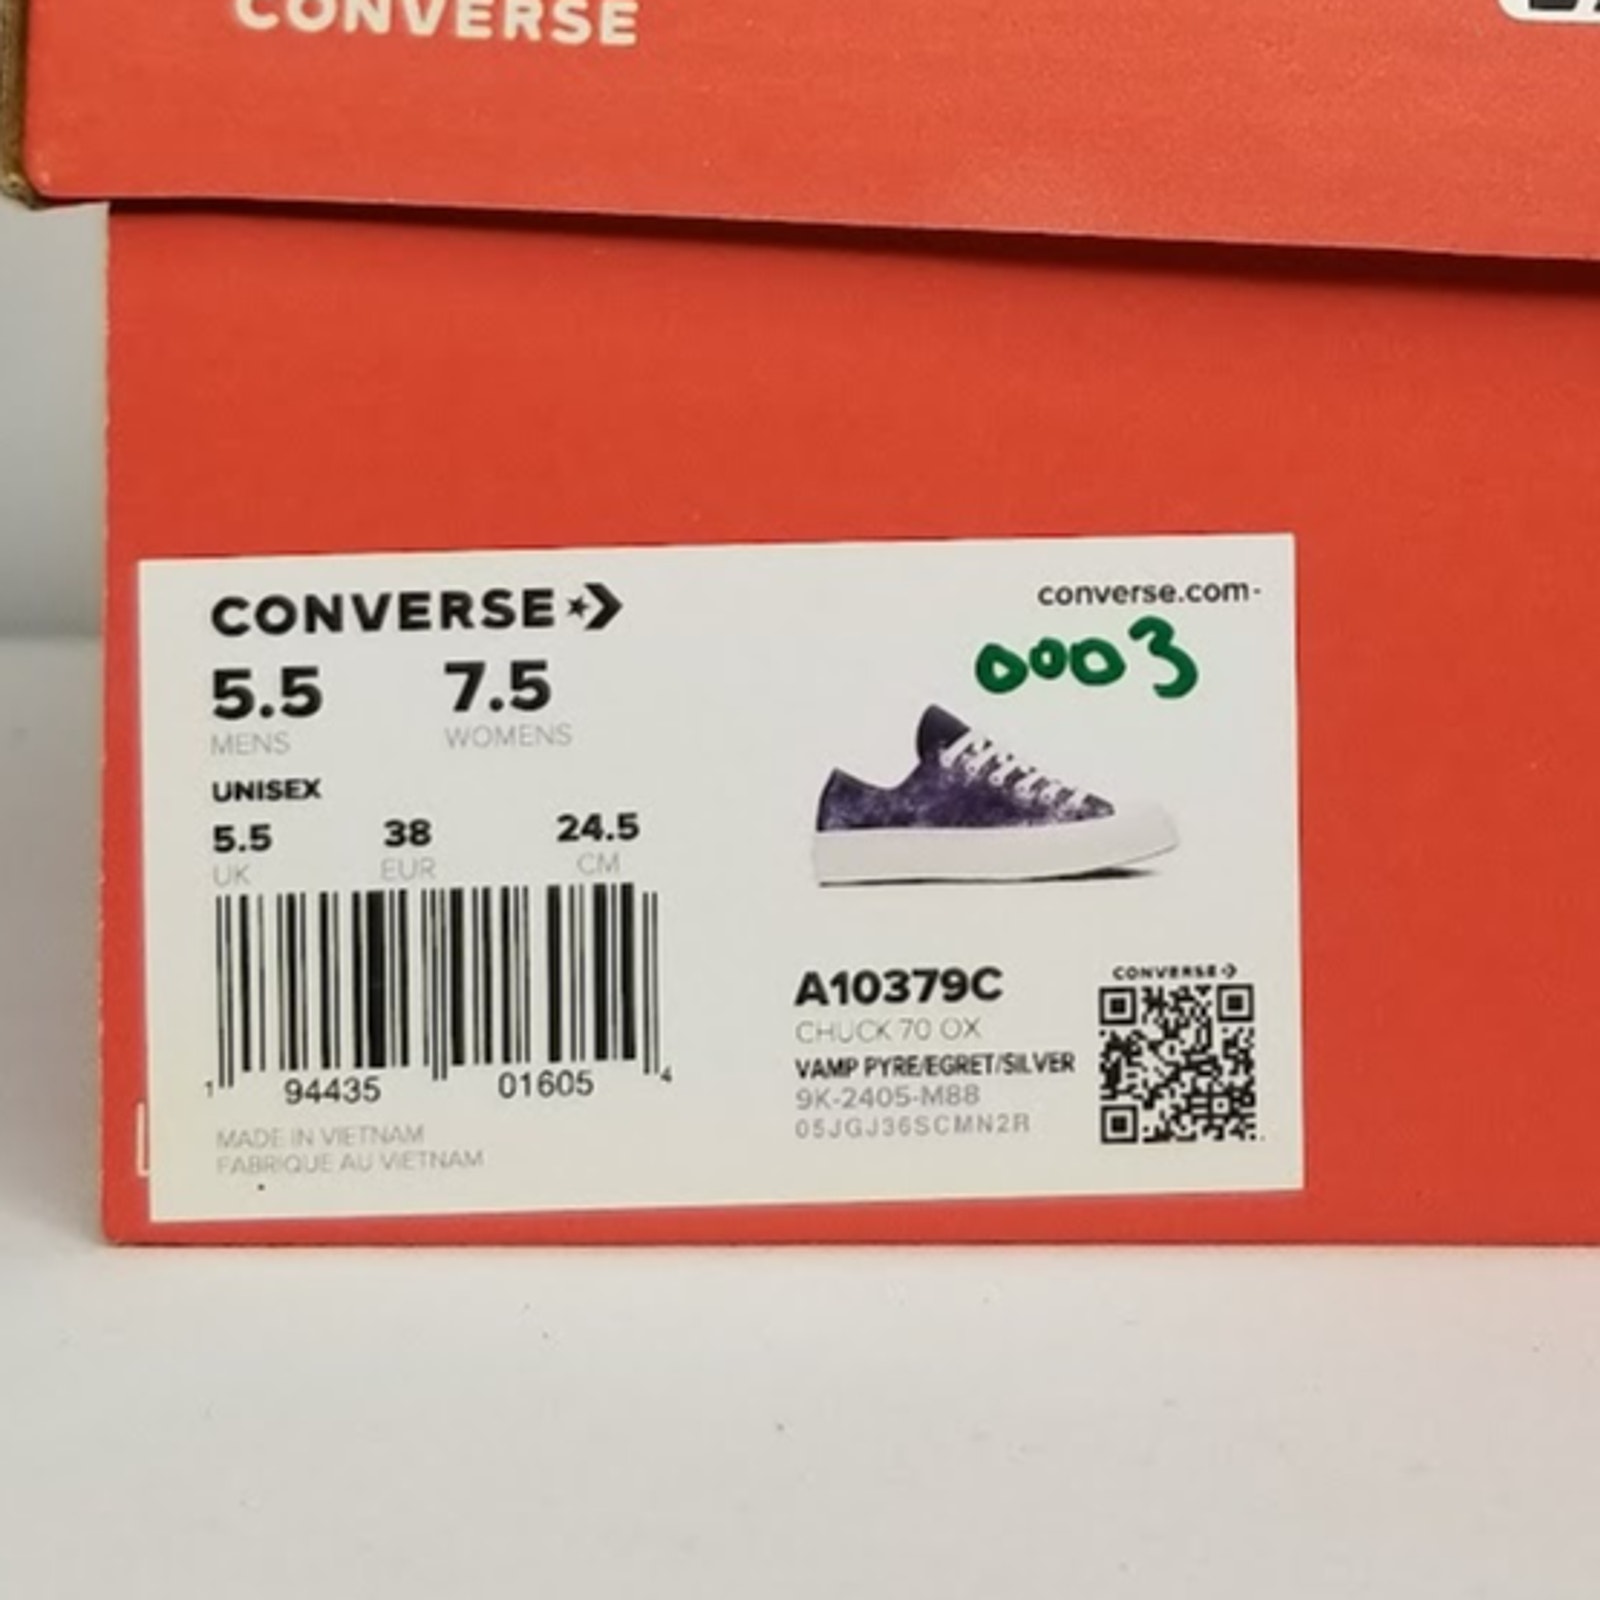 CONVERSE
CONVERSE
converse.com
0003
5.5 7.5
MENS WOMENS
UNISEX
5.5 38 24.5
UK EUR CM
1 94435 01605 4
MADE IN VIETNAM
FABRIQUE AU VIETNAM
A10379C
CHUCK 70 OX
VAMP PYRE/EGRET/SILVER
9K-2405-M88
05JGJ36SCMN2R
CONVERSE